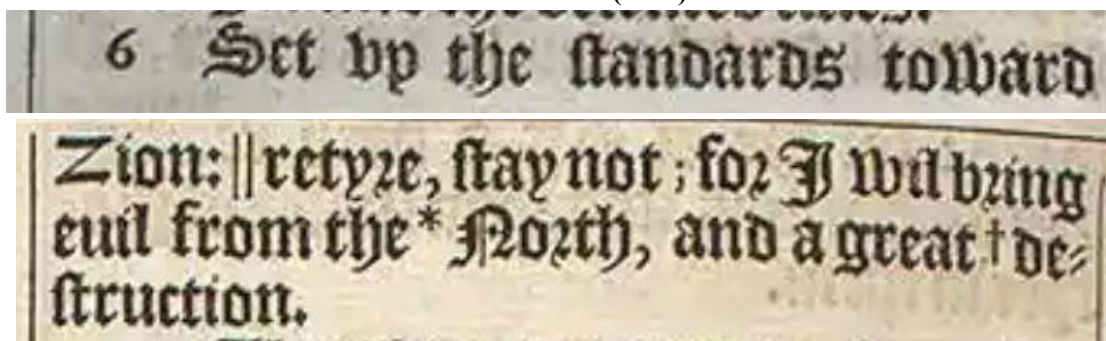 6 Set vp the ſtandards toward
Zion: ||retyre, ſtay not; for I wil bring
euil from the* North, and a great †de⸗
ſtruction.